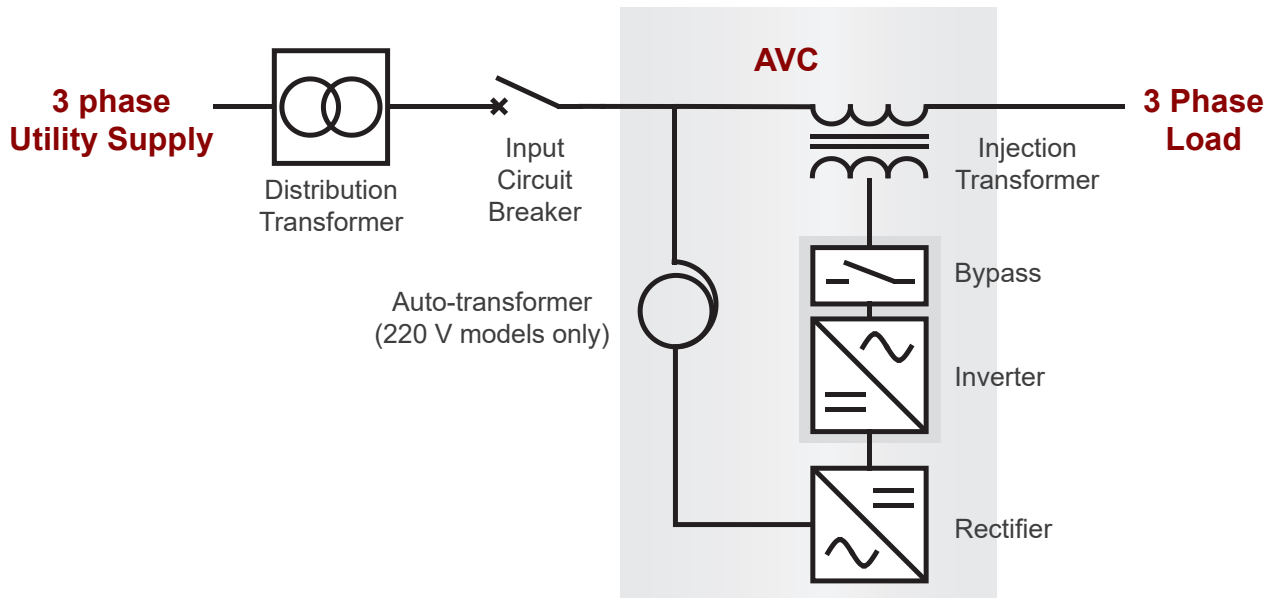 AVC
3 phase
Utility Supply
3 Phase
Load
Distribution
Transformer
Input
Circuit
Breaker
Injection
Transformer
Auto-transformer
(220 V models only)
Bypass
Inverter
Rectifier